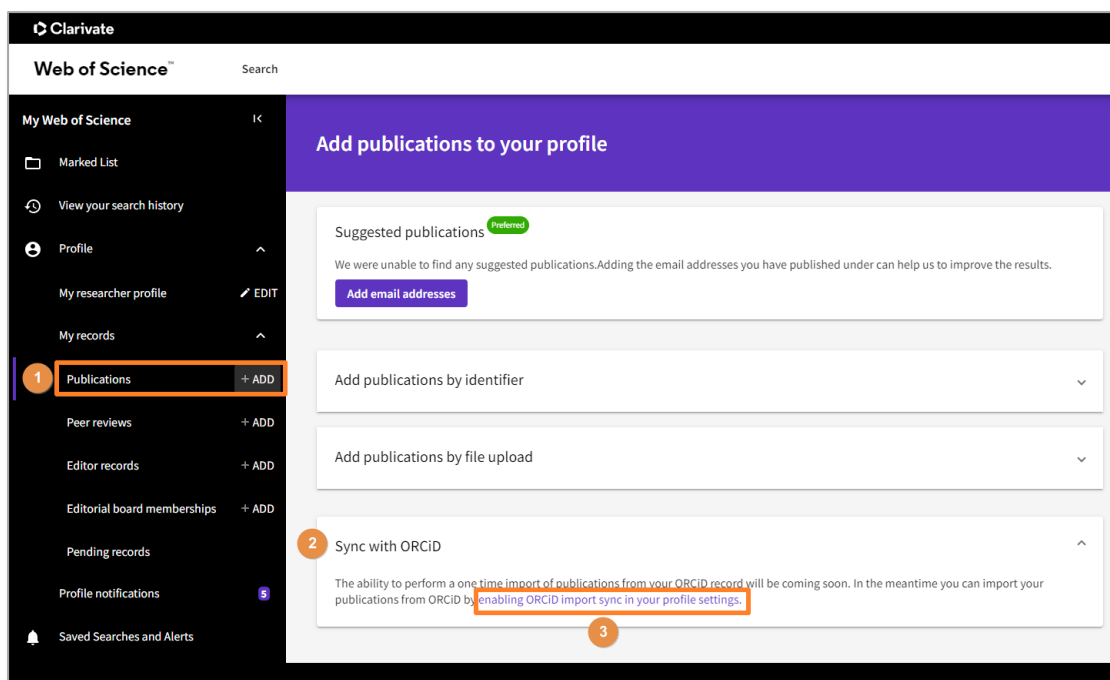 Clarivate
Web of Science™
Search
My Web of Science
Marked List
View your search history
Profile
My researcher profile
EDIT
My records
1
Publications
+ ADD
Peer reviews
+ ADD
Editor records
+ ADD
Editorial board memberships
+ ADD
Pending records
Profile notifications
5
Saved Searches and Alerts
Add publications to your profile
Suggested publications
Preferred
We were unable to find any suggested publications.Adding the email addresses you have published under can help us to improve the results.
Add email addresses
Add publications by identifier
Add publications by file upload
2
Sync with ORCiD
The ability to perform a one time import of publications from your ORCiD record will be coming soon. In the meantime you can import your
publications from ORCiD by enabling ORCiD import sync in your profile settings.
3